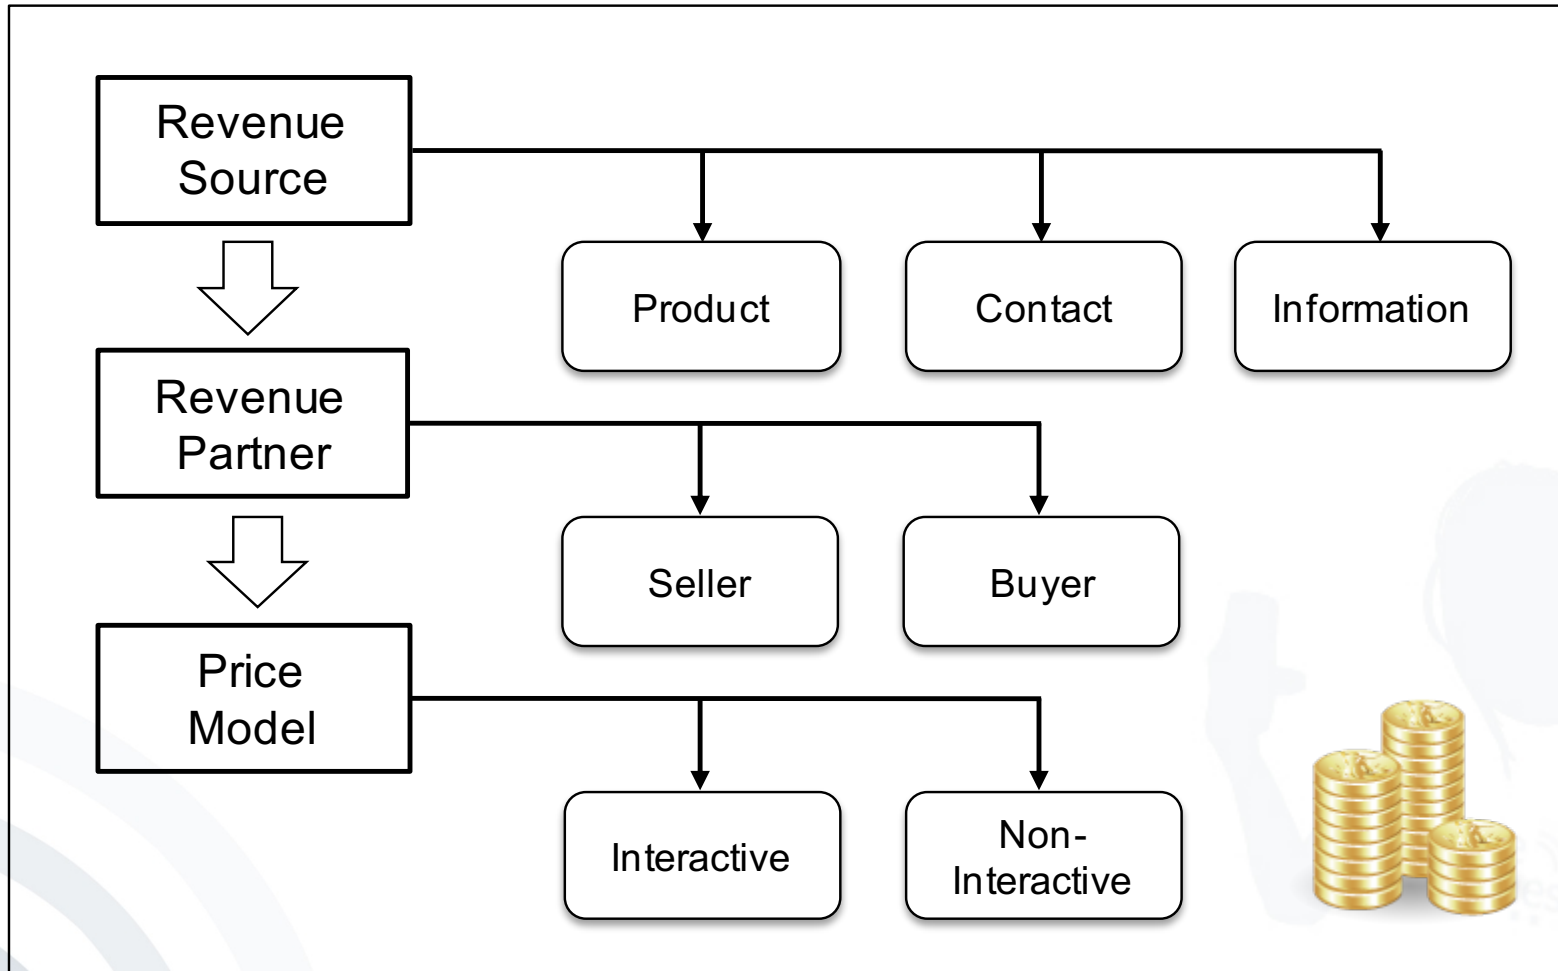 Revenue
Source
Product
Contact
Information
Revenue
Partner
Seller
Buyer
Price
Model
Interactive
Non-
Interactive